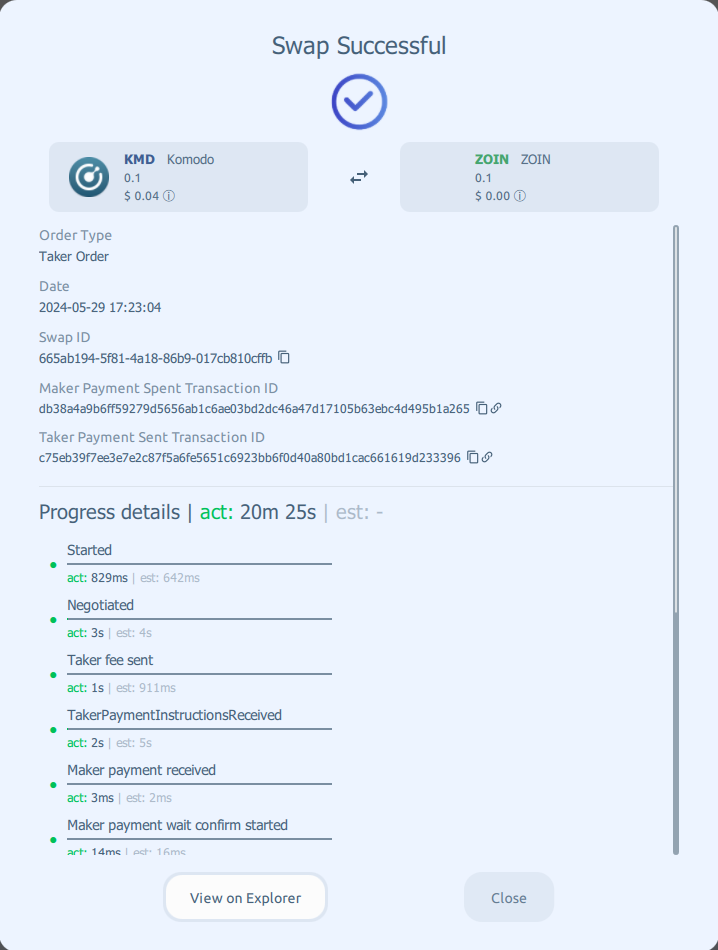 Swap Successful
KMD Komodo
0.1
$ 0.04 ⓘ
ZOIN ZOIN
0.1
$ 0.00 ⓘ
Order Type
Taker Order
Date
2024-05-29 17:23:04
Swap ID
665ab194-5f81-4a18-86b9-017cb810cffb
Maker Payment Spent Transaction ID
db38a4a9b6ff59279d5656ab1c6ae03bd2dc46a47d17105b63ebc4d495b1a265
Taker Payment Sent Transaction ID
c75eb39f7ee3e7e2c87f5a6fe5651c6923bb6f0d40a80bd1cac661619d233396
Progress details | act: 20m 25s | est: -
Started
act: 829ms | est: 642ms
Negotiated
act: 3s | est: 4s
Taker fee sent
act: 1s | est: 911ms
TakerPaymentInstructionsReceived
act: 2s | est: 5s
Maker payment received
act: 3ms | est: 2ms
Maker payment wait confirm started
act: 14ms | est: 16ms
View on Explorer
Close